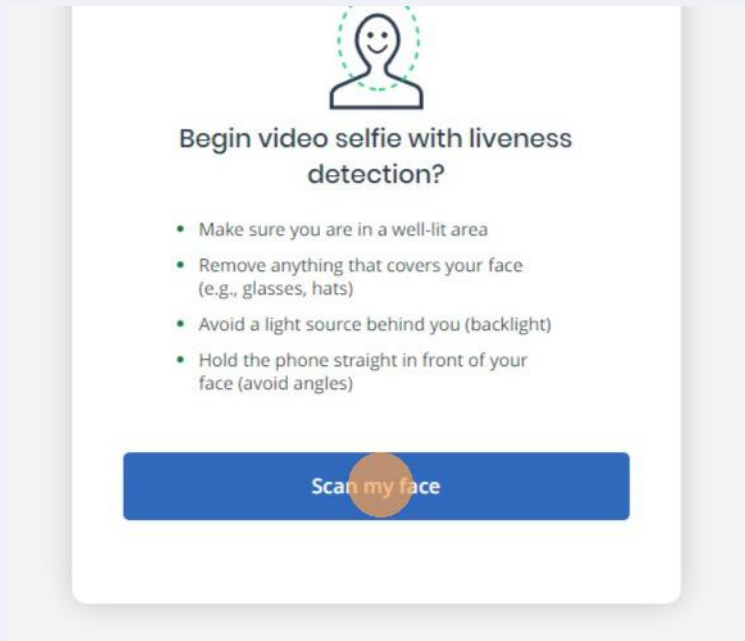 Begin video selfie with liveness
detection?
• Make sure you are in a well-lit area
• Remove anything that covers your face
(e.g., glasses, hats)
• Avoid a light source behind you (backlight)
• Hold the phone straight in front of your
face (avoid angles)
Scan my face